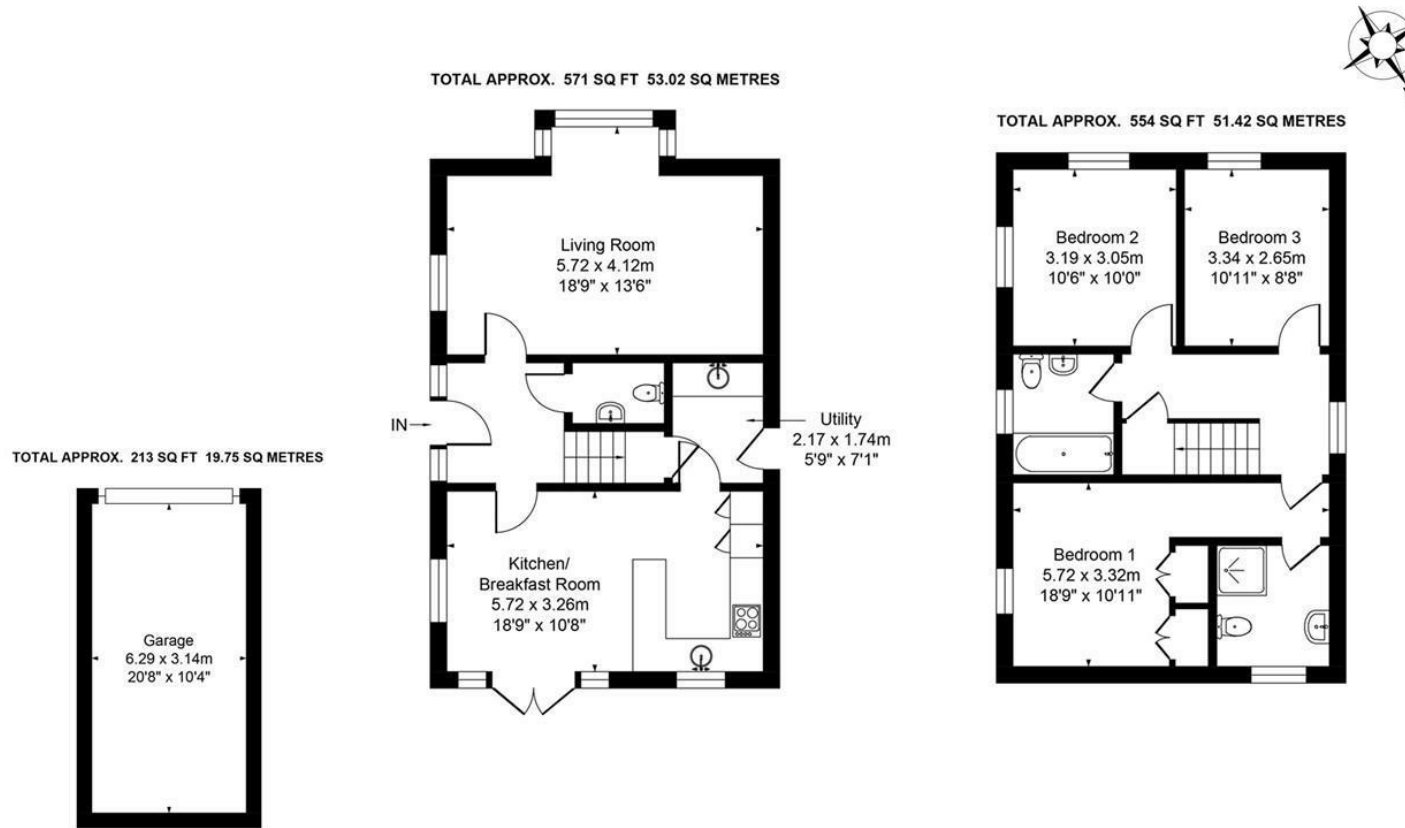 TOTAL APPROX. 571 SQ FT 53.02 SQ METRES
Living Room
5.72 x 4.12m
18'9" x 13'6"
IN
Utility
2.17 x 1.74m
5'9" x 7'1"
Kitchen/
Breakfast Room
5.72 x 3.26m
18'9" x 10'8"
TOTAL APPROX. 554 SQ FT 51.42 SQ METRES
Bedroom 2
3.19 x 3.05m
10'6" x 10'0"
Bedroom 3
3.34 x 2.65m
10'11" x 8'8"
Bedroom 1
5.72 x 3.32m
18'9" x 10'11"
TOTAL APPROX. 213 SQ FT 19.75 SQ METRES
Garage
6.29 x 3.14m
20'8" x 10'4"